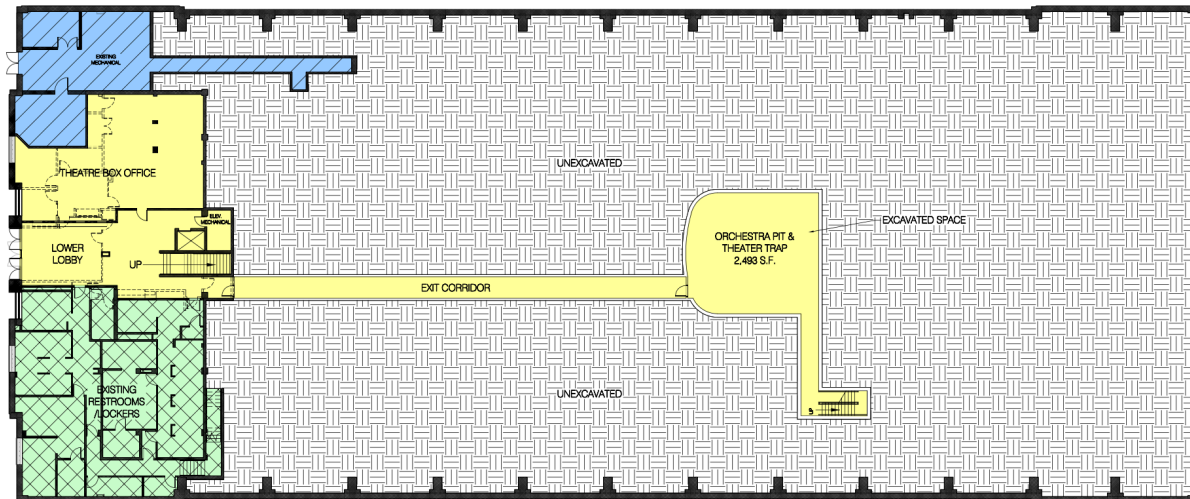 EXISTING
MECHANICAL
UNEXCAVATED
THEATRE BOX OFFICE
ELEV.
MECHANICAL
EXCAVATED SPACE
ORCHESTRA PIT &
THEATER TRAP
2,493 S.F.
LOWER
LOBBY
UP
EXIT CORRIDOR
EXISTING
RESTROOMS
/LOCKERS
UNEXCAVATED